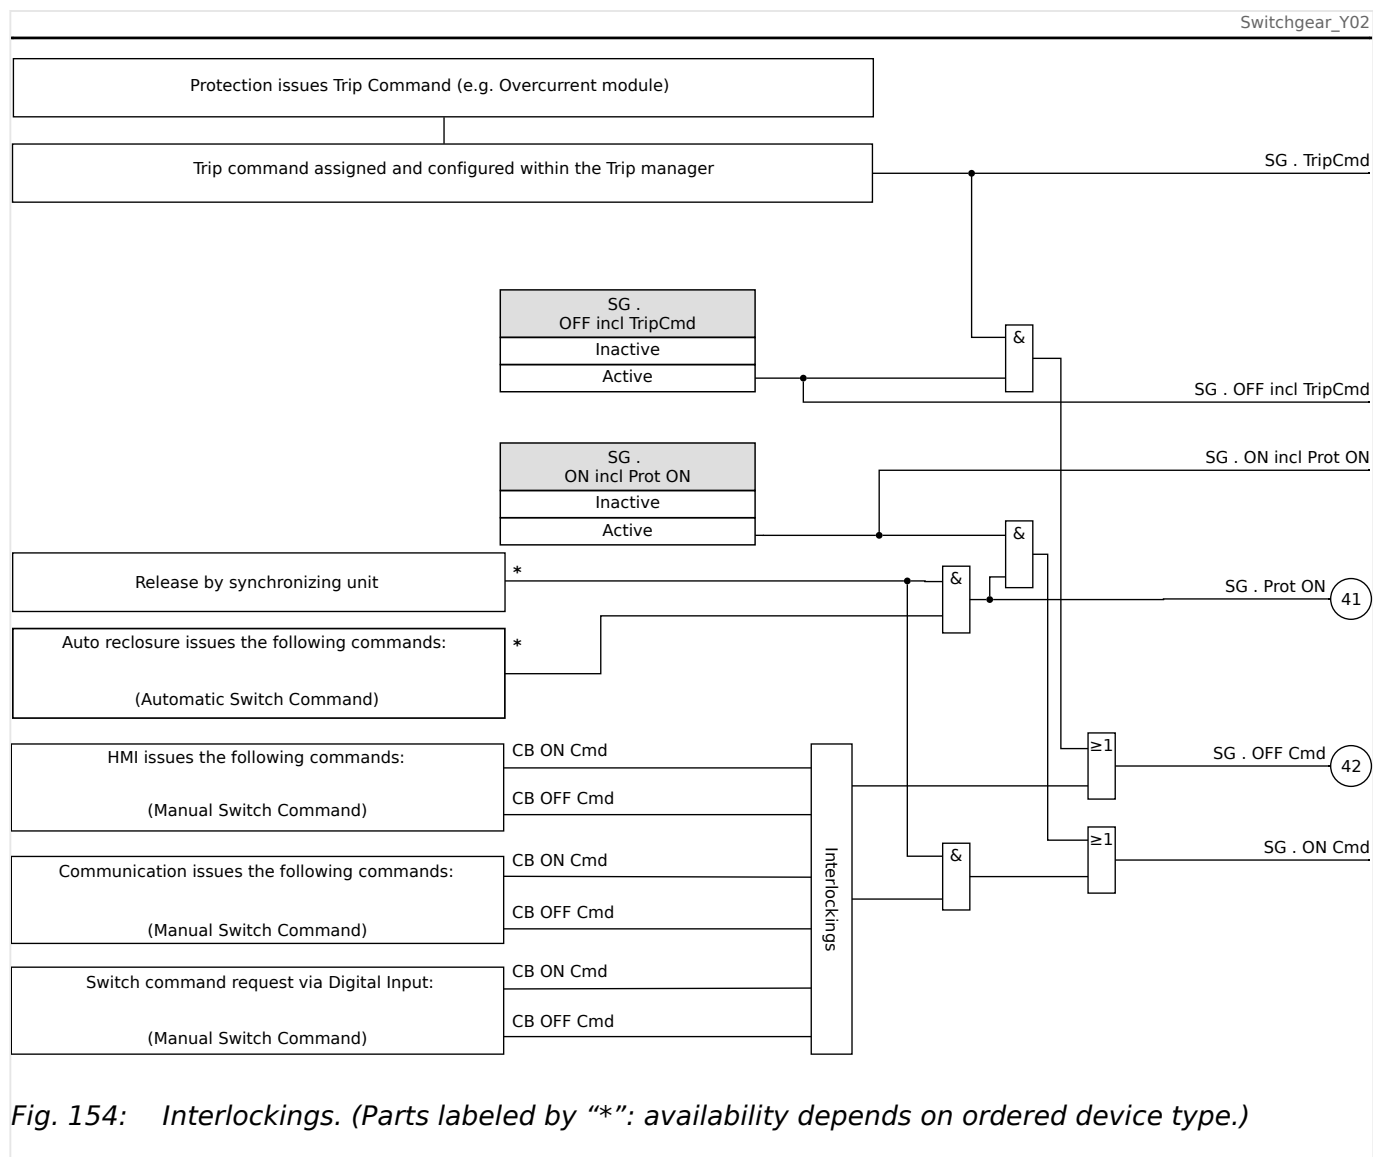 Switchgear_Y02
Protection issues Trip Command (e.g. Overcurrent module)
Trip command assigned and configured within the Trip manager
SG . TripCmd
SG .
OFF incl TripCmd
Inactive
Active
&
SG . OFF incl TripCmd
SG .
ON incl Prot ON
Inactive
Active
SG . ON incl Prot ON
&
Release by synchronizing unit
*
&
SG . Prot ON
41
Auto reclosure issues the following commands:
(Automatic Switch Command)
*
HMI issues the following commands:
(Manual Switch Command)
CB ON Cmd
CB OFF Cmd
≥1
SG . OFF Cmd
42
Communication issues the following commands:
(Manual Switch Command)
CB ON Cmd
CB OFF Cmd
Interlockings
&
≥1
SG . ON Cmd
Switch command request via Digital Input:
(Manual Switch Command)
CB ON Cmd
CB OFF Cmd
Fig. 154: Interlockings. (Parts labeled by “*”: availability depends on ordered device type.)